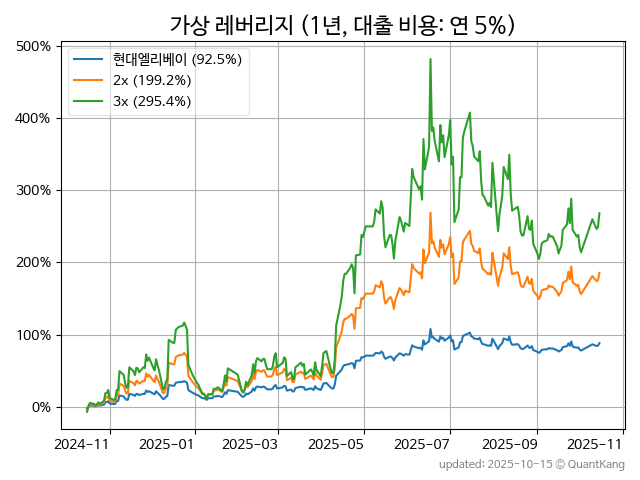 가상 레버리지 (1년, 대출 비용: 연 5%)
현대엘리베이 (92.5%)
2x (199.2%)
3x (295.4%)
500%
400%
300%
200%
100%
0%
2024-11 2025-01 2025-03 2025-05 2025-07 2025-09 2025-11
updated: 2025-10-15 © QuantKang